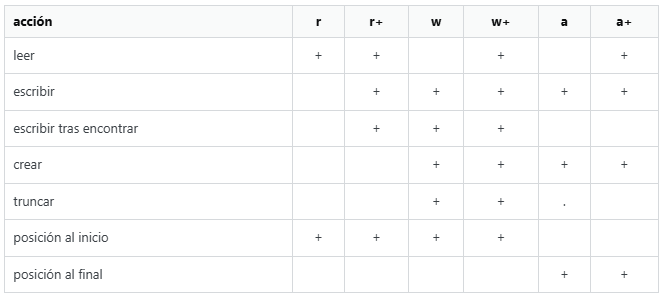 acción r r+ w w+ a a+
leer + + + +
escribir + + + + +
escribir tras encontrar + + +
crear + + + +
truncar + + .
posición al inicio + + + +
posición al final + +